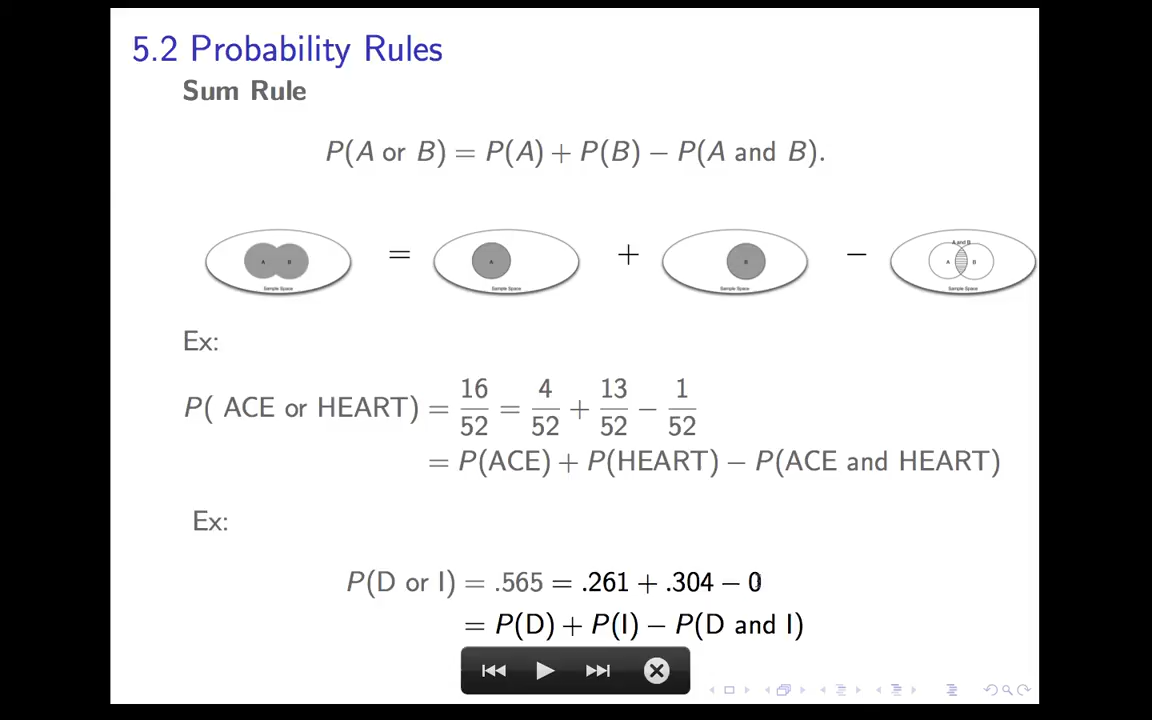 5.2 Probability Rules
Sum Rule
P(A or B) = P(A) + P(B) − P(A and B).
A B = A + B − A and B A B
Sample Space Sample Space Sample Space Sample Space
Ex:
P( ACE or HEART) = 16/52 = 4/52 + 13/52 − 1/52
= P(ACE) + P(HEART) − P(ACE and HEART)
Ex:
P(D or I) = .565 = .261 + .304 − 0
= P(D) + P(I) − P(D and I)